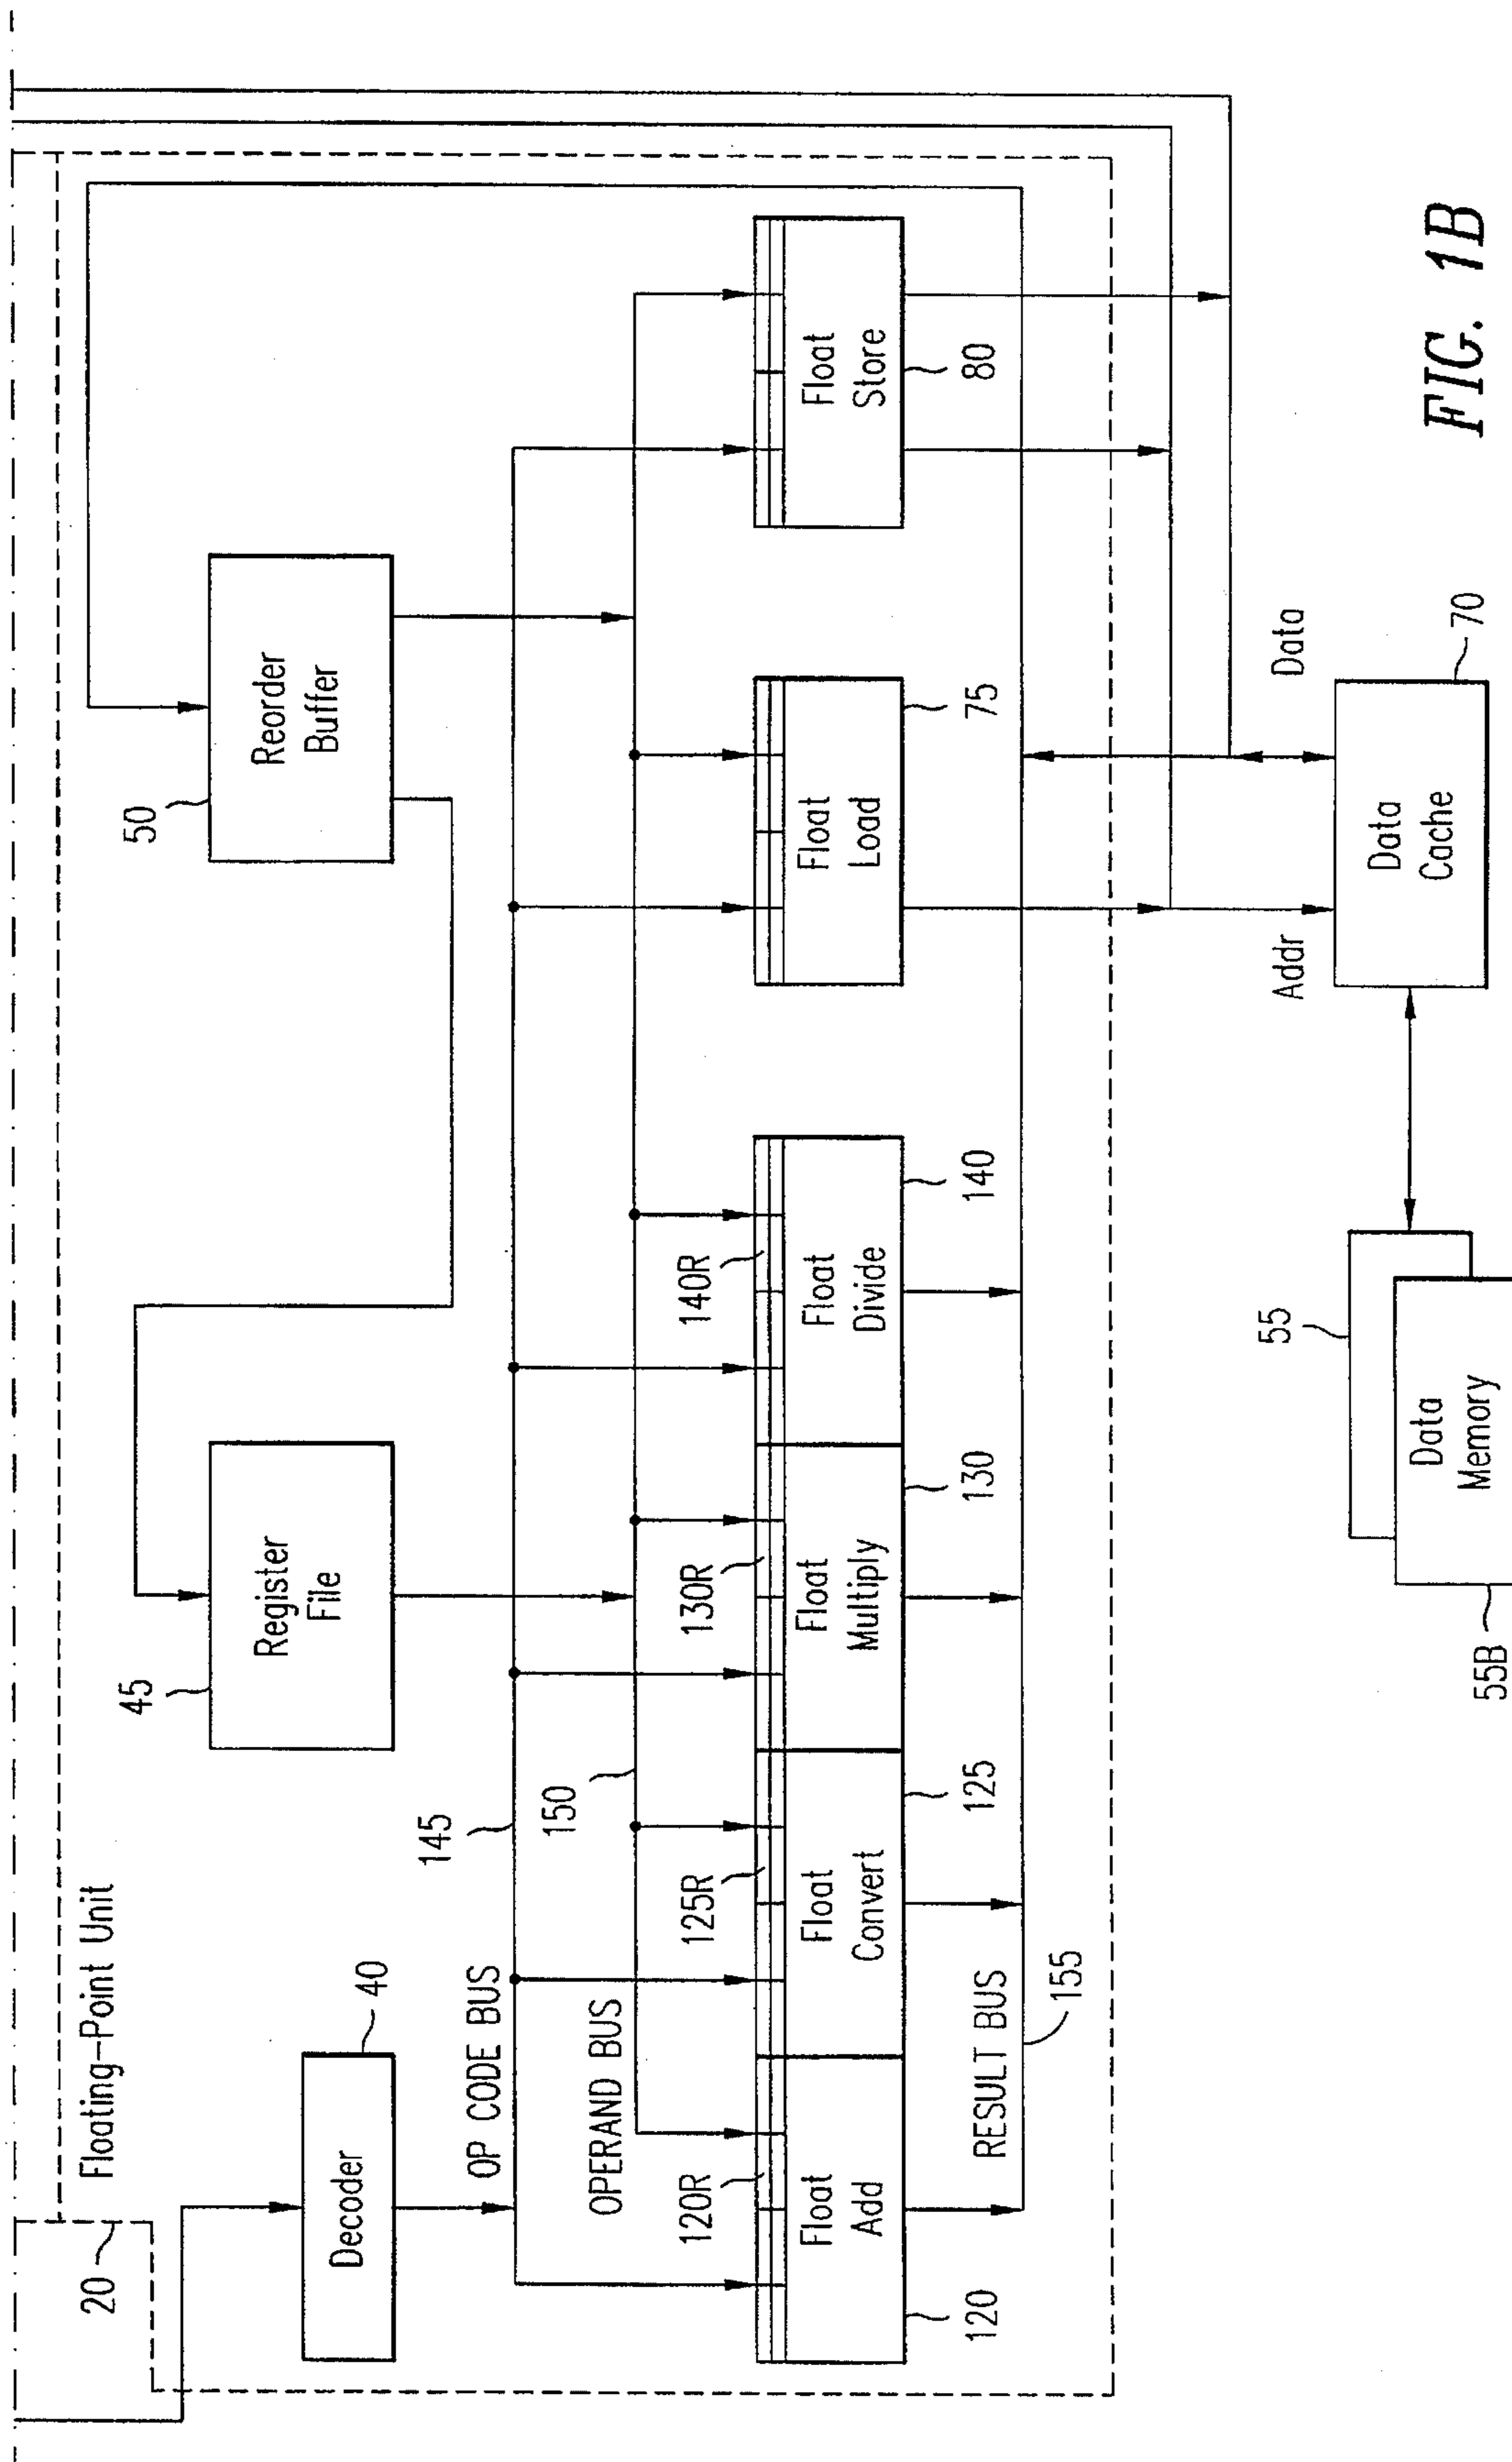 20
Floating-Point Unit
Decoder
40
45
Register
File
50
Reorder
Buffer
OP CODE BUS
145
OPERAND BUS
150
120R
125R
130R
140R
Float
Add
Float
Convert
Float
Multiply
Float
Divide
Float
Load
Float
Store
120
125
130
140
75
80
RESULT BUS
155
Addr
Data
55
Data
Memory
55B
Data
Cache
70
FIG. 1B